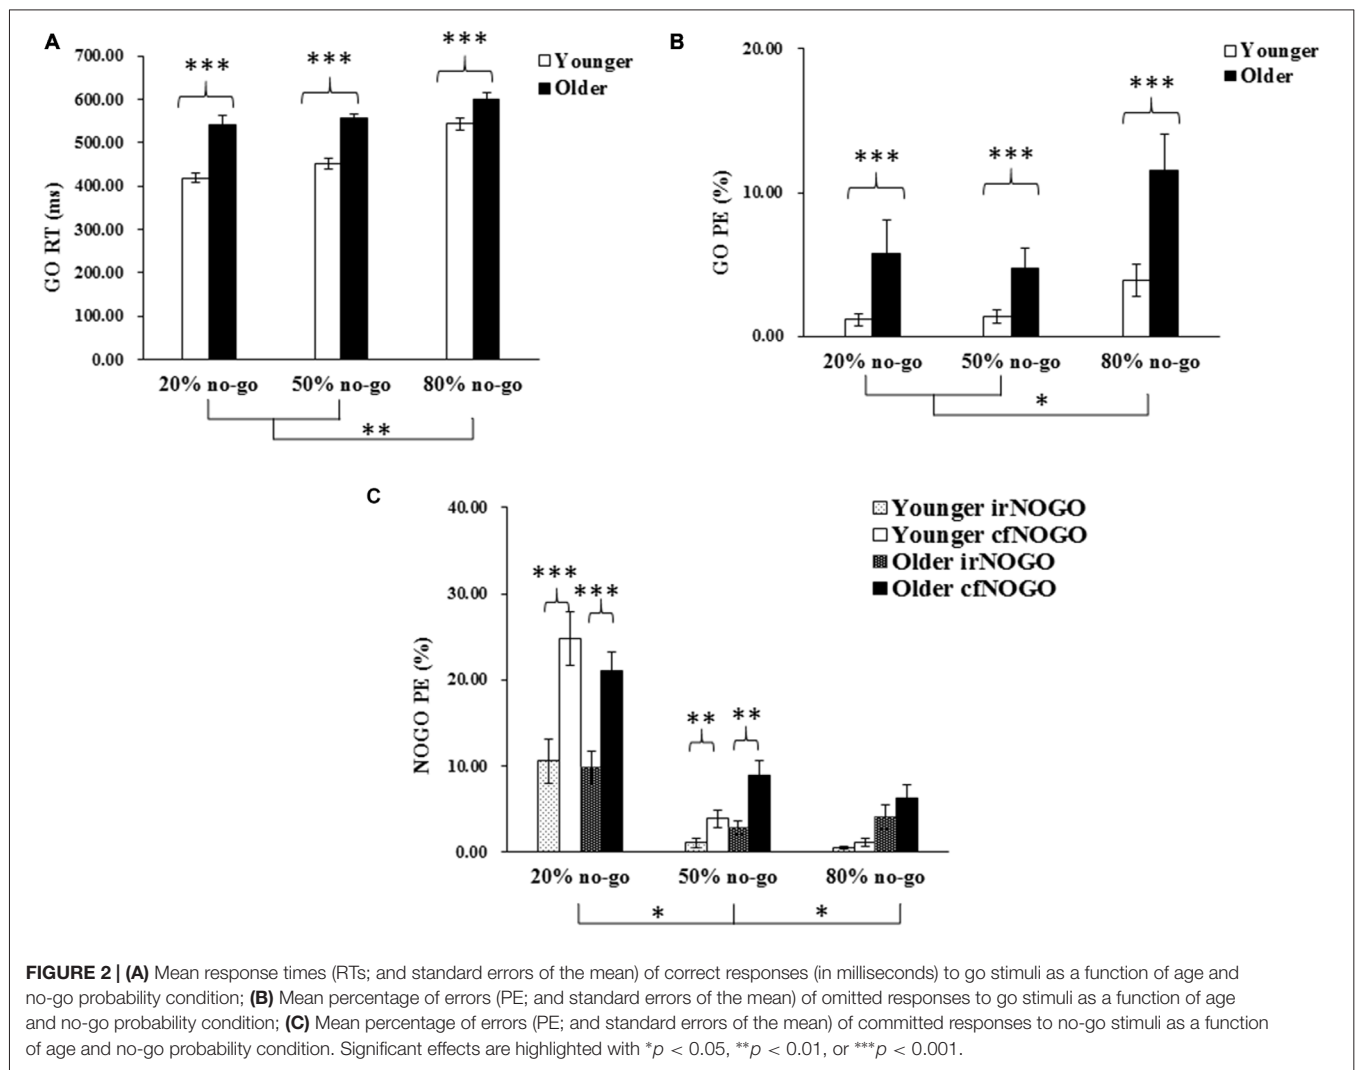 A
700.00
600.00
500.00
400.00
300.00
200.00
100.00
0.00
GO RT (ms)
***
***
***
Younger
Older
20% no-go
50% no-go
80% no-go
**
B
20.00
10.00
0.00
GO PE (%)
***
***
***
Younger
Older
20% no-go
50% no-go
80% no-go
*
C
40.00
30.00
20.00
10.00
0.00
NOGO PE (%)
***
***
**
**
Younger irNOGO
Younger cfNOGO
Older irNOGO
Older cfNOGO
20% no-go
50% no-go
80% no-go
*
*
FIGURE 2 | (A) Mean response times (RTs; and standard errors of the mean) of correct responses (in milliseconds) to go stimuli as a function of age and
no-go probability condition; (B) Mean percentage of errors (PE; and standard errors of the mean) of omitted responses to go stimuli as a function of age
and no-go probability condition; (C) Mean percentage of errors (PE; and standard errors of the mean) of committed responses to no-go stimuli as a function
of age and no-go probability condition. Significant effects are highlighted with *p < 0.05, **p < 0.01, or ***p < 0.001.